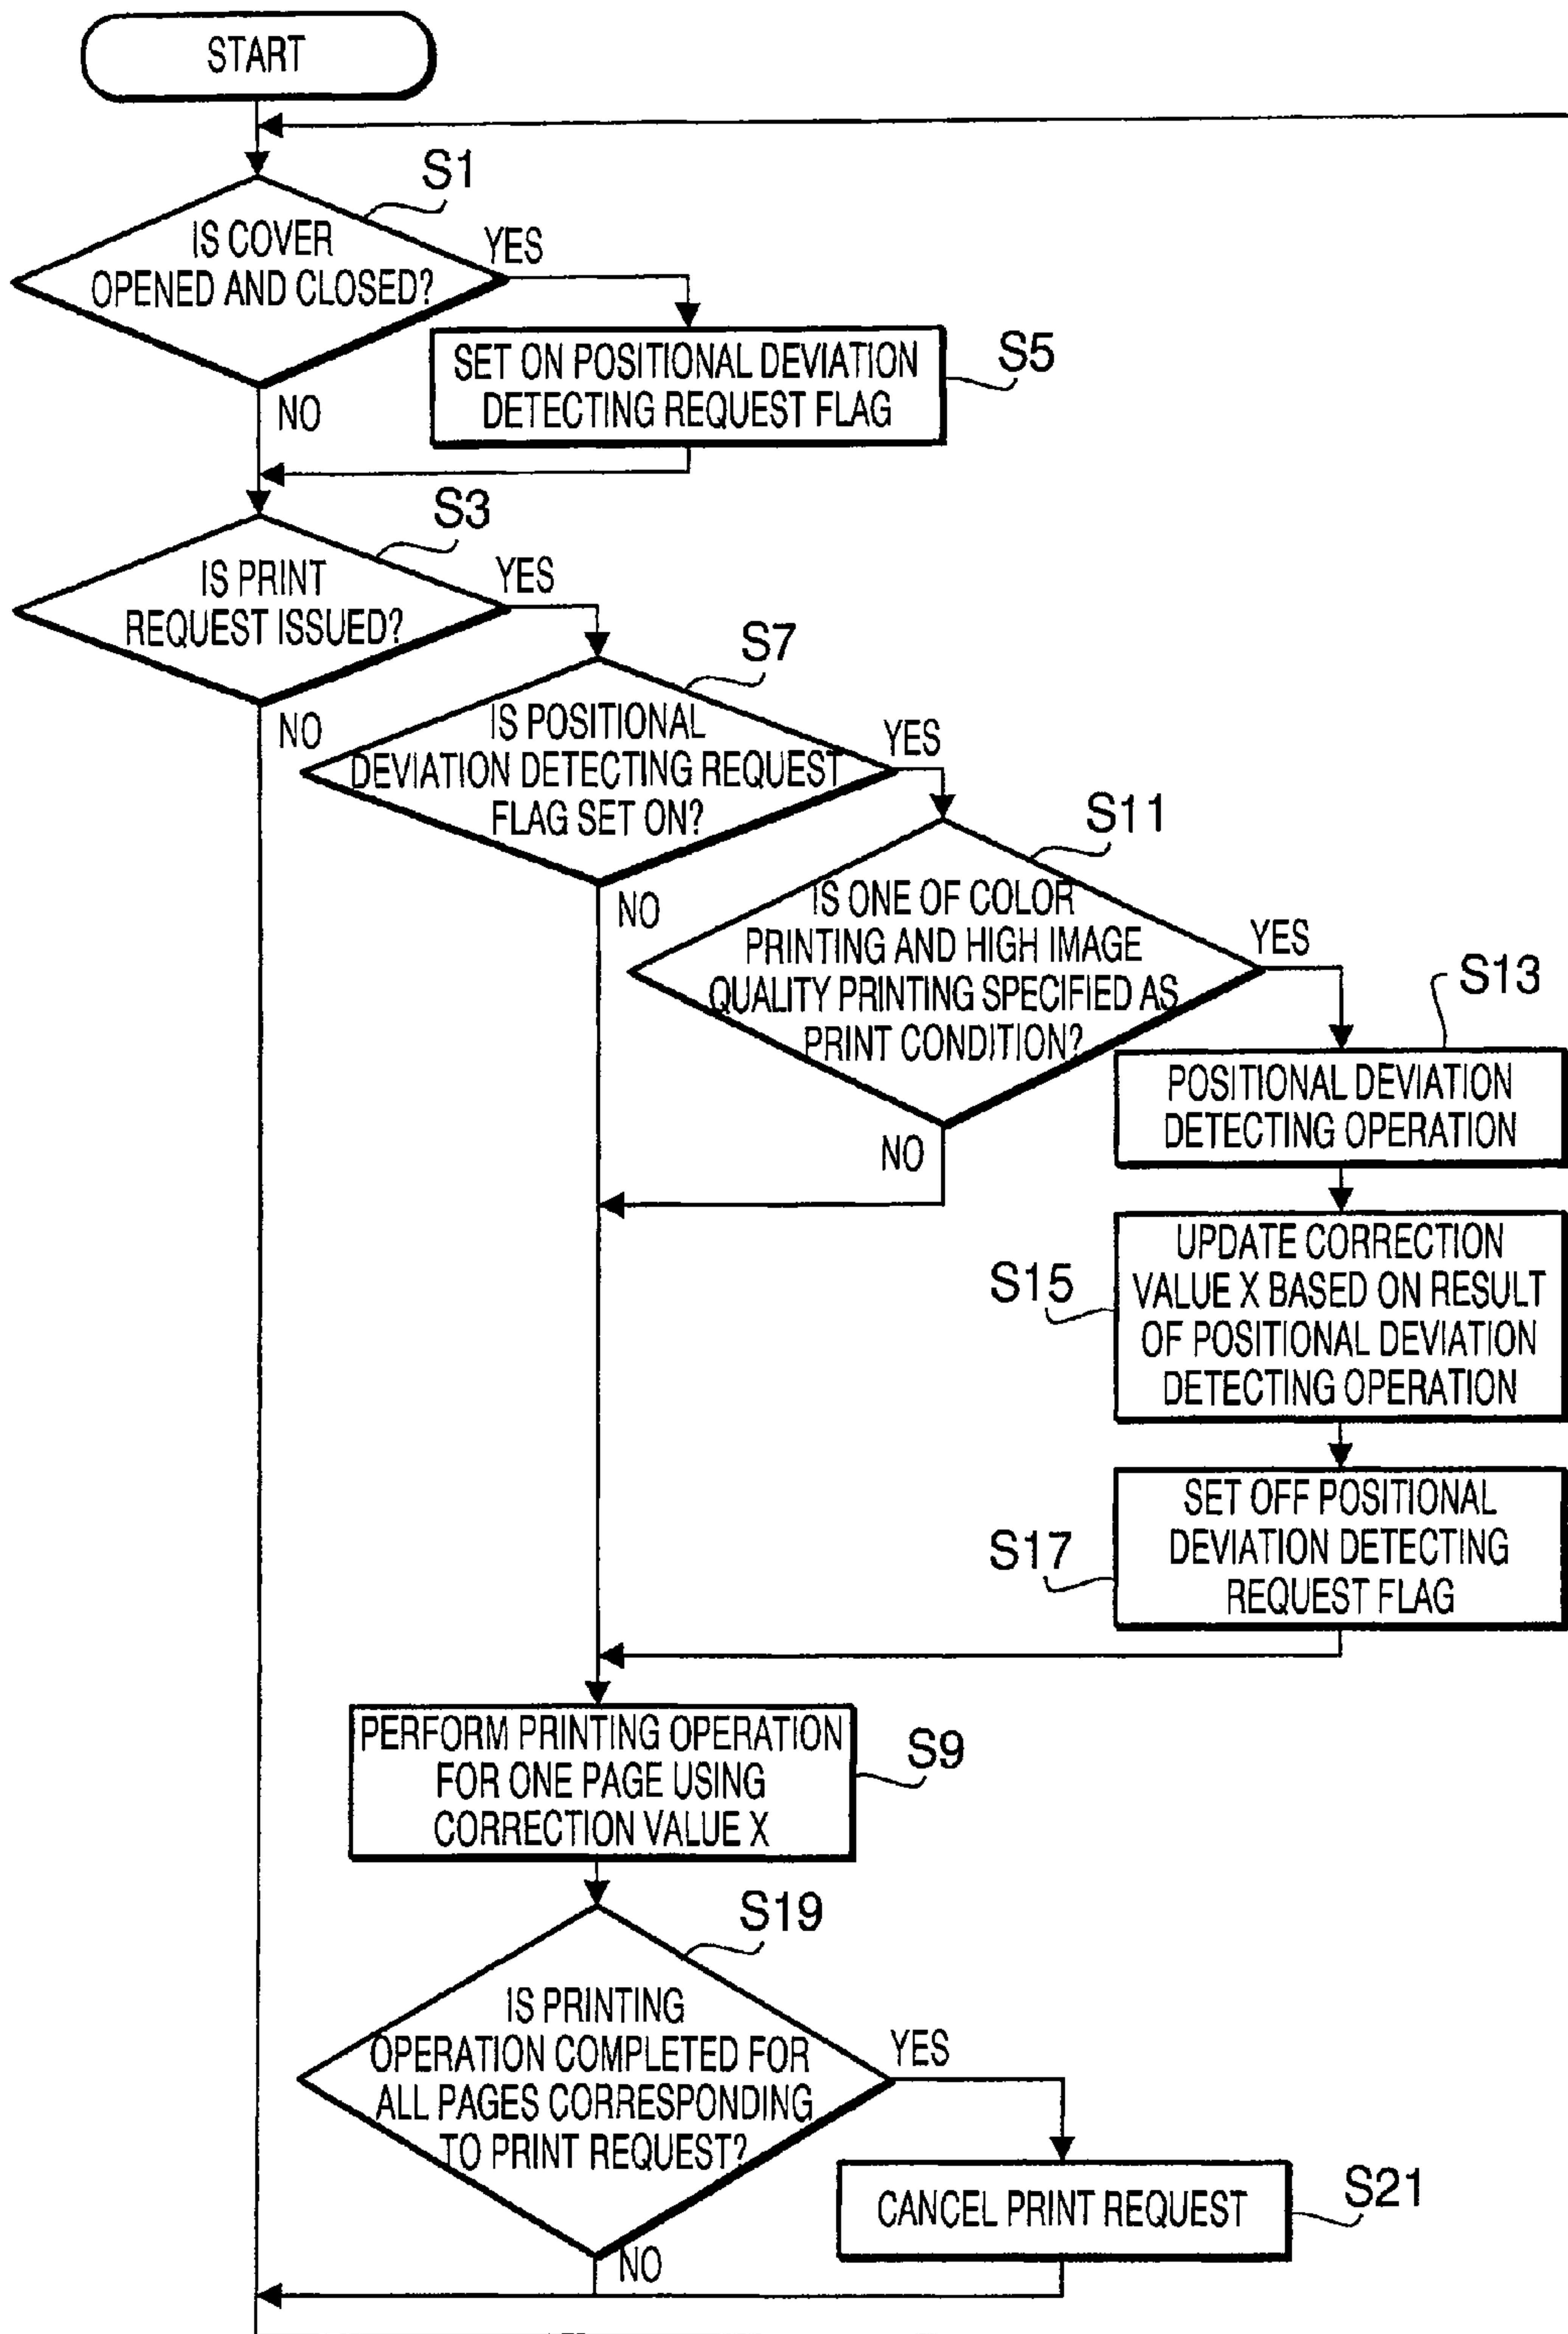 START
S1
IS COVER
OPENED AND CLOSED?
YES
NO
SET ON POSITIONAL DEVIATION
DETECTING REQUEST FLAG
S5
S3
IS PRINT
REQUEST ISSUED?
YES
NO
S7
IS POSITIONAL
DEVIATION DETECTING REQUEST
FLAG SET ON?
YES
NO
S11
IS ONE OF COLOR
PRINTING AND HIGH IMAGE
QUALITY PRINTING SPECIFIED AS
PRINT CONDITION?
YES
NO
S13
POSITIONAL DEVIATION
DETECTING OPERATION
S15
UPDATE CORRECTION
VALUE X BASED ON RESULT
OF POSITIONAL DEVIATION
DETECTING OPERATION
S17
SET OFF POSITIONAL
DEVIATION DETECTING
REQUEST FLAG
PERFORM PRINTING OPERATION
FOR ONE PAGE USING
CORRECTION VALUE X
S9
S19
IS PRINTING
OPERATION COMPLETED FOR
ALL PAGES CORRESPONDING
TO PRINT REQUEST?
YES
NO
CANCEL PRINT REQUEST
S21